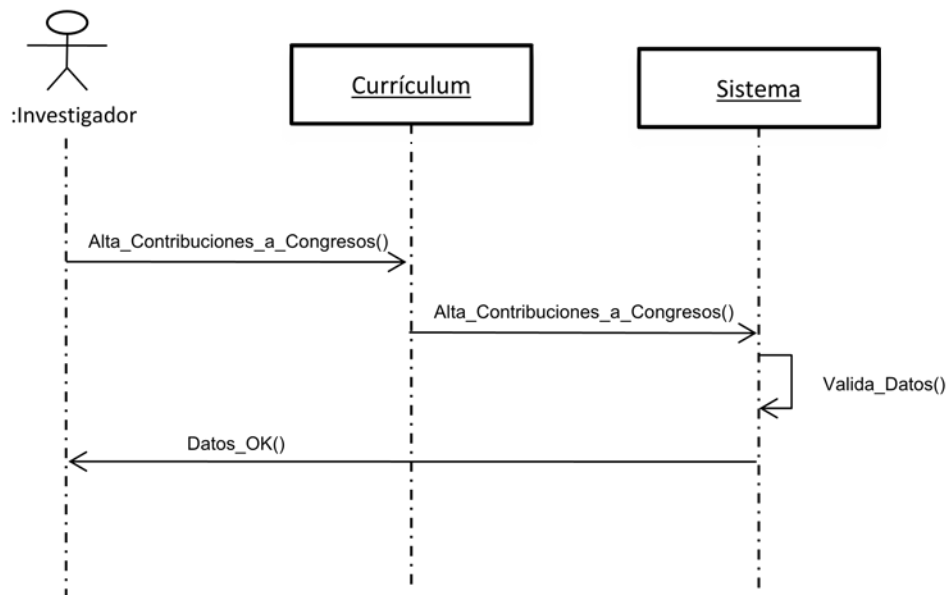 :Investigador
Currículum
Sistema
Alta_Contribuciones_a_Congresos()
Alta_Contribuciones_a_Congresos()
Valida_Datos()
Datos_OK()